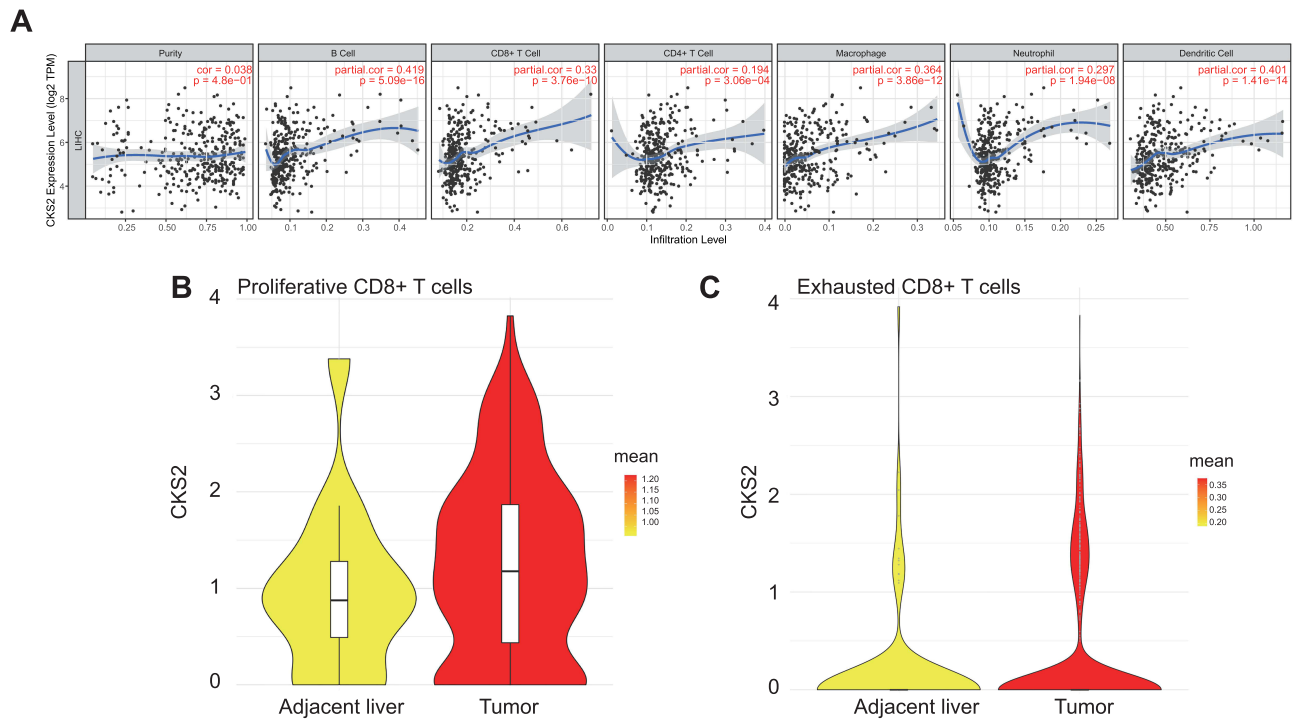 A
Purity
B Cell
CD8+ T Cell
CD4+ T Cell
Macrophage
Neutrophil
Dendritic Cell
cor = 0.038
p = 4.8e−01
partial.cor = 0.419
p = 5.09e−16
partial.cor = 0.33
p = 3.76e−10
partial.cor = 0.194
p = 3.06e−04
partial.cor = 0.364
p = 3.86e−12
partial.cor = 0.297
p = 1.94e−08
partial.cor = 0.401
p = 1.41e−14
CKS2 Expression Level (log2 TPM)
LIHC
8
6
4
0.25 0.50 0.75 1.00
0.1 0.2 0.3 0.4
0.2 0.4 0.6
0.0 0.1 0.2 0.3 0.4
0.0 0.1 0.2 0.3
0.05 0.10 0.15 0.20 0.25
0.50 0.75 1.00
Infiltration Level
B
Proliferative CD8+ T cells
CKS2
4
3
2
1
0
Adjacent liver
Tumor
mean
1.20
1.15
1.10
1.05
1.00
C
Exhausted CD8+ T cells
CKS2
4
3
2
1
0
Adjacent liver
Tumor
mean
0.35
0.30
0.25
0.20